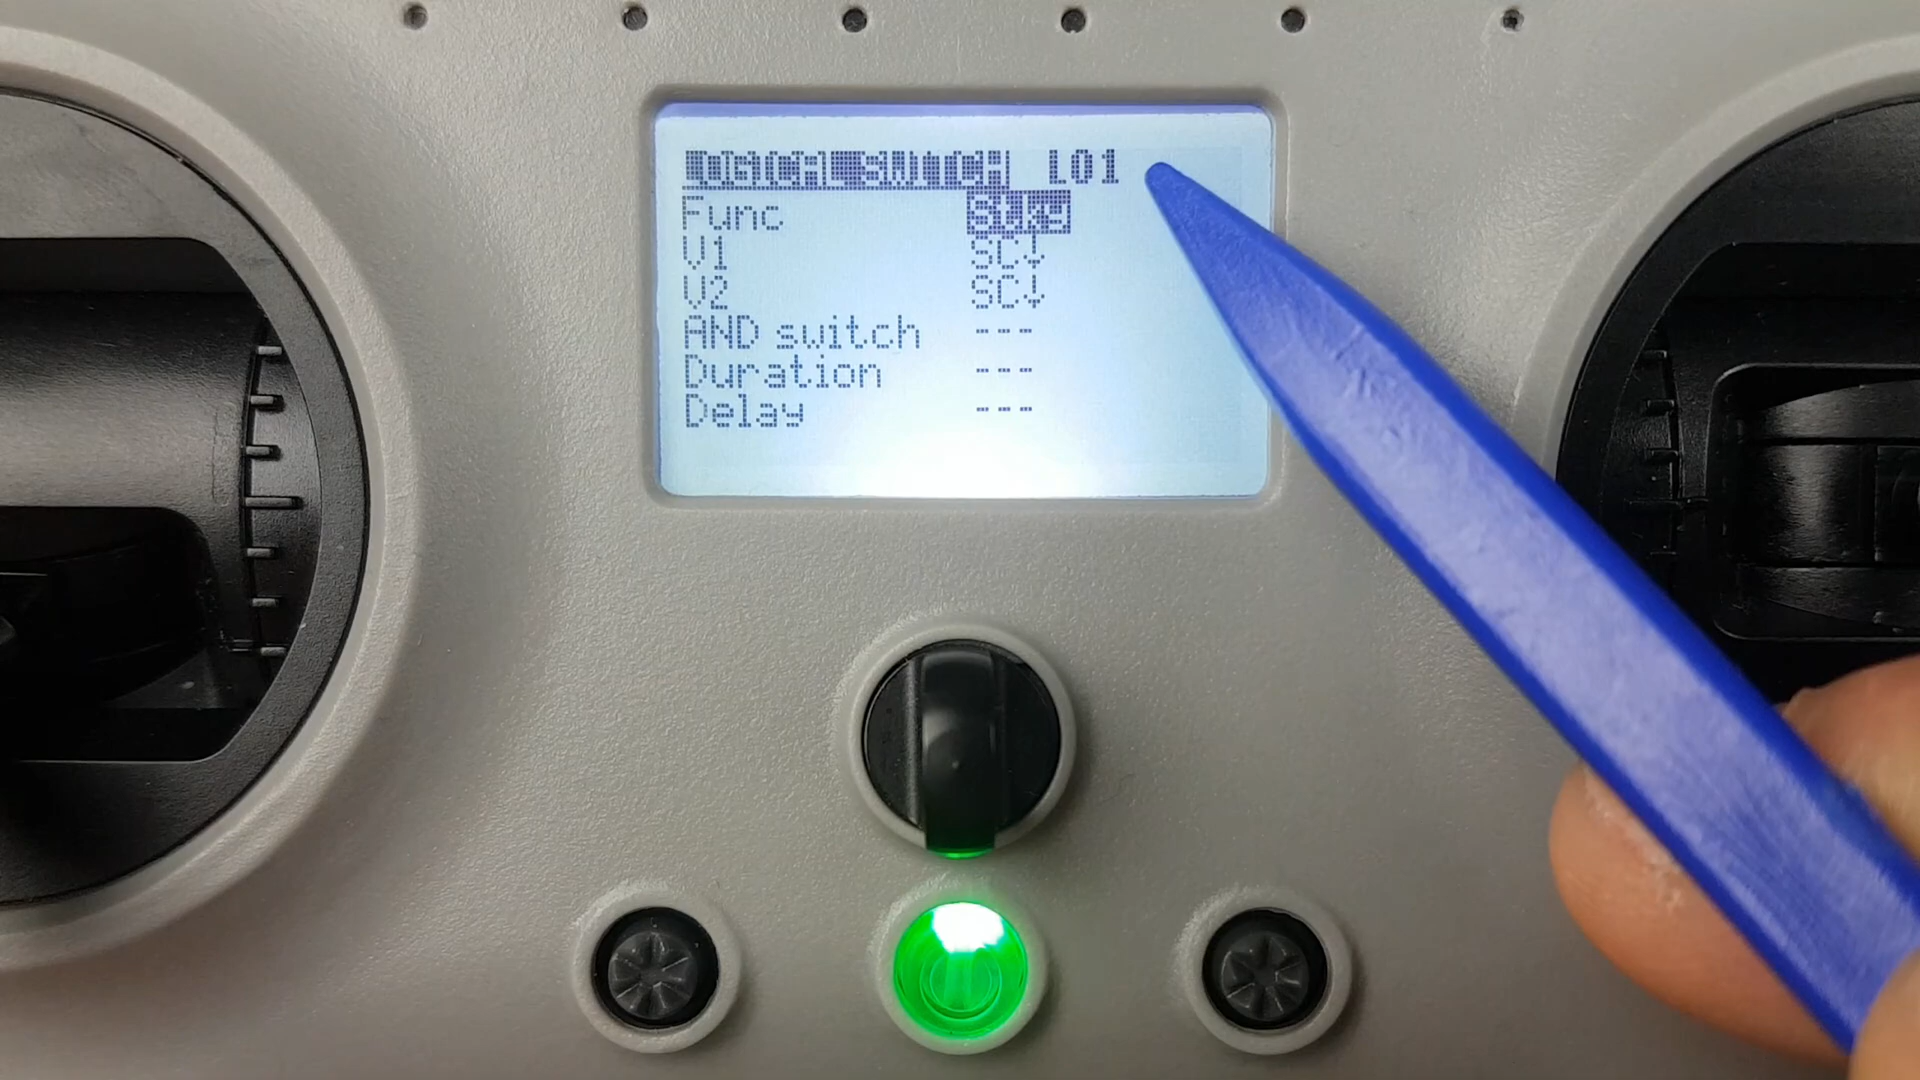 LOGICAL SWITCH L01
Func Stky
V1 SC↓
V2 SC↓
AND switch ---
Duration ---
Delay ---